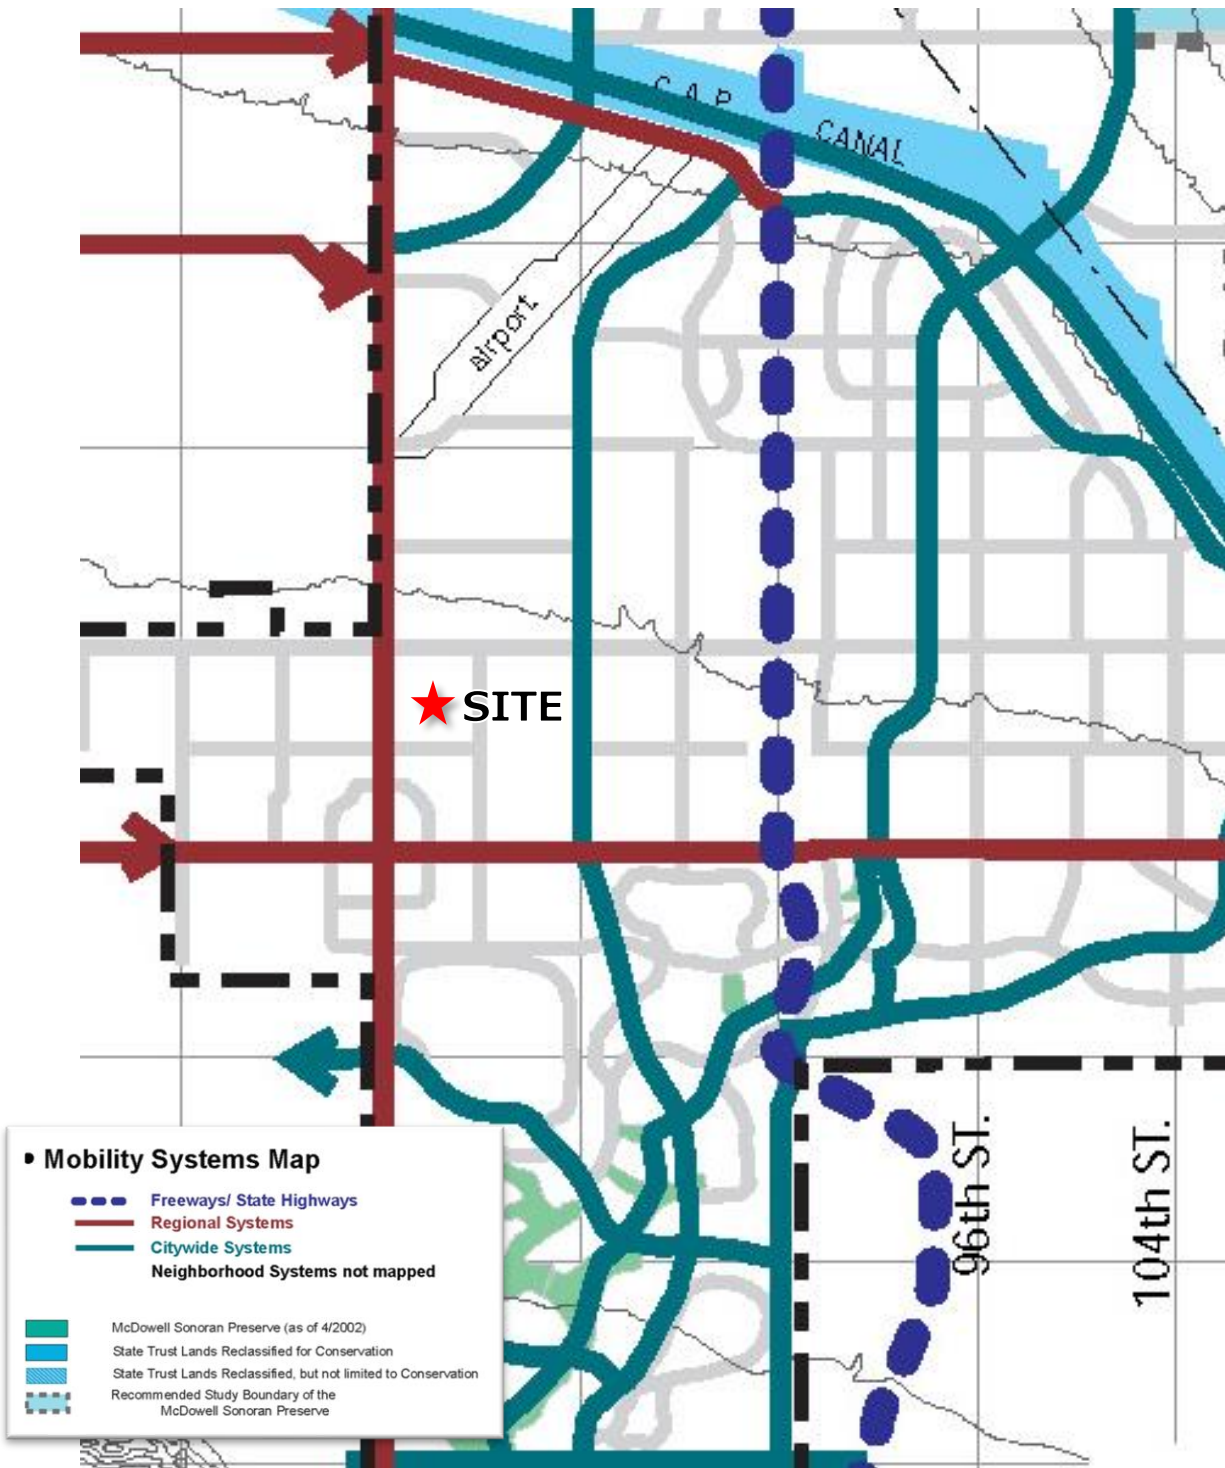 C.A.P.
CANAL
airport
SITE
96th ST.
104th ST.
• Mobility Systems Map
Freeways/ State Highways
Regional Systems
Citywide Systems
Neighborhood Systems not mapped
McDowell Sonoran Preserve (as of 4/2002)
State Trust Lands Reclassified for Conservation
State Trust Lands Reclassified, but not limited to Conservation
Recommended Study Boundary of the
McDowell Sonoran Preserve